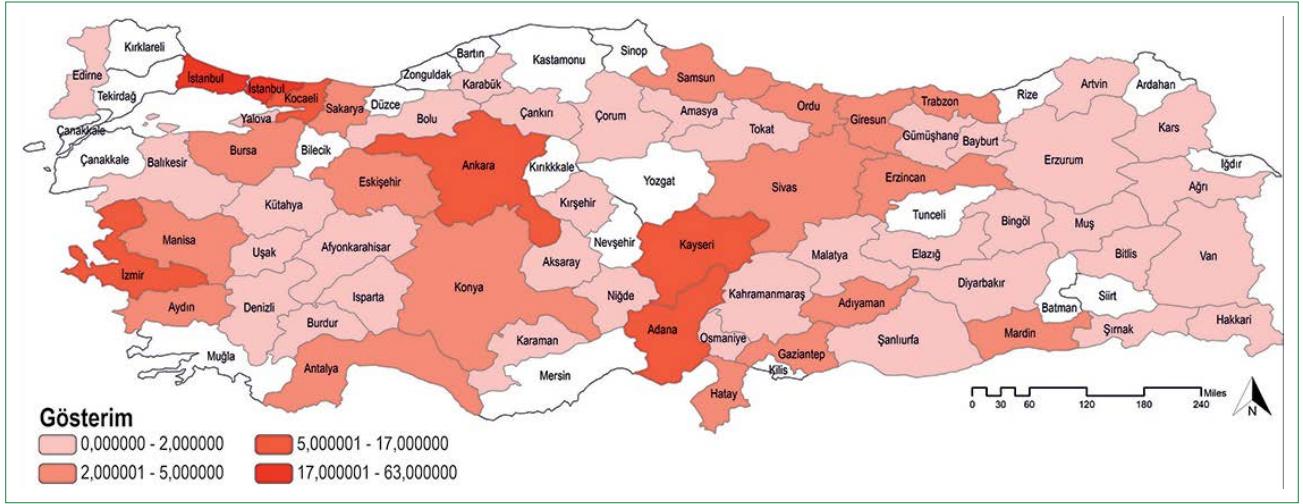 Kırklareli
Edirne
Tekirdağ
İstanbul
İstanbul
Kocaeli
Yalova
Sakarya
Düzce
Zonguldak
Bartın
Karabük
Kastamonu
Sinop
Samsun
Ordu
Giresun
Trabzon
Rize
Artvin
Ardahan
Çanakkale
Çanakkale
Balıkesir
Bursa
Bilecik
Bolu
Çankırı
Çorum
Amasya
Tokat
Gümüşhane
Bayburt
Erzurum
Kars
Iğdır
Ağrı
Eskişehir
Ankara
Kırıkkkale
Yozgat
Sivas
Erzincan
Tunceli
Bingöl
Muş
Bitlis
Van
Kütahya
Kırşehir
Nevşehir
Kayseri
Malatya
Elazığ
Diyarbakır
Batman
Siirt
Manisa
Uşak
Afyonkarahisar
İzmir
Aksaray
Niğde
Konya
Isparta
Denizli
Burdur
Aydın
Muğla
Antalya
Karaman
Mersin
Adana
Osmaniye
Kahramanmaraş
Adıyaman
Gaziantep
Kilis
Hatay
Şanlıurfa
Mardin
Şırnak
Hakkari
Gösterim
0,000000 - 2,000000
2,000001 - 5,000000
5,000001 - 17,000000
17,000001 - 63,000000
0 30 60 120 180 240 Miles
N